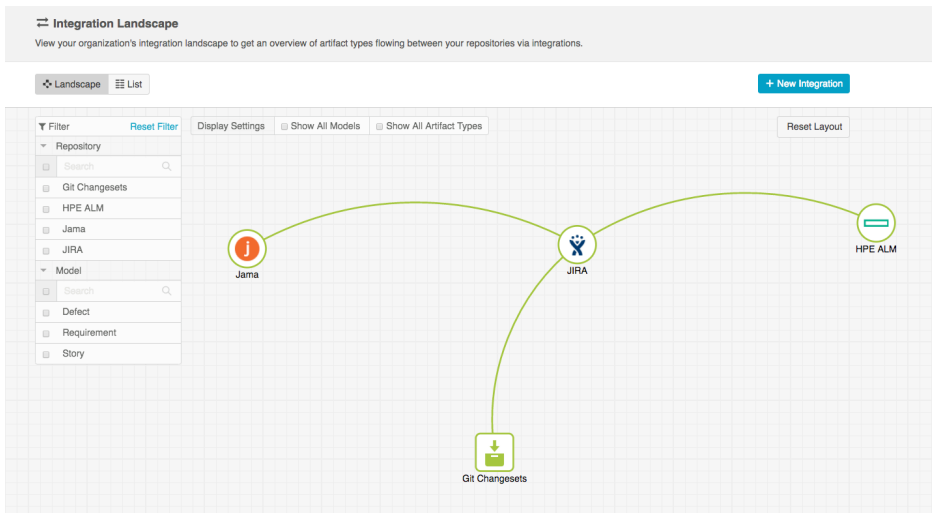 Integration Landscape
View your organization's integration landscape to get an overview of artifact types flowing between your repositories via integrations.
Landscape List
+ New Integration
Filter Reset Filter
Display Settings Show All Models Show All Artifact Types
Reset Layout
Repository
Search
Git Changesets
HPE ALM
Jama
JIRA
Model
Search
Defect
Requirement
Story
j
Jama
JIRA
HPE ALM
Git Changesets